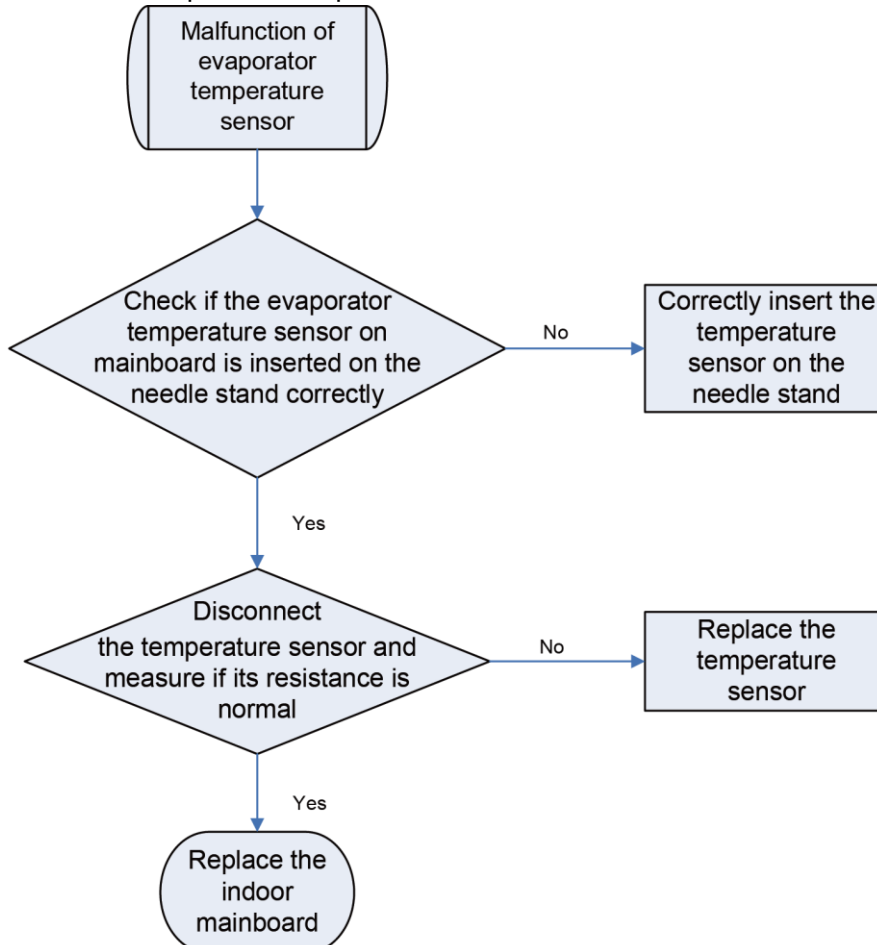 Malfunction of
evaporator
temperature
sensor
Check if the evaporator
temperature sensor on
mainboard is inserted on the
needle stand correctly
No
Correctly insert the
temperature
sensor on the
needle stand
Yes
Disconnect
the temperature sensor and
measure if its resistance is
normal
No
Replace the
temperature
sensor
Yes
Replace the
indoor
mainboard